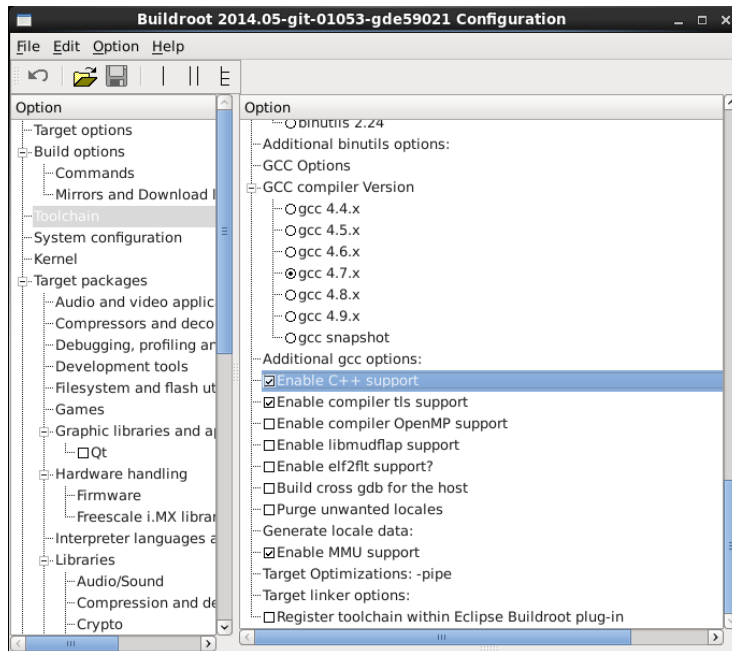 Buildroot 2014.05-git-01053-gde59021 Configuration
File Edit Option Help
Option
Target options
Build options
Commands
Mirrors and Download l
Toolchain
System configuration
Kernel
Target packages
Audio and video applic
Compressors and deco
Debugging, profiling an
Development tools
Filesystem and flash ut
Games
Graphic libraries and ap
Qt
Hardware handling
Firmware
Freescale i.MX librar
Interpreter languages a
Libraries
Audio/Sound
Compression and de
Crypto
Option
binutils 2.24
Additional binutils options:
GCC Options
GCC compiler Version
gcc 4.4.x
gcc 4.5.x
gcc 4.6.x
gcc 4.7.x
gcc 4.8.x
gcc 4.9.x
gcc snapshot
Additional gcc options:
Enable C++ support
Enable compiler tls support
Enable compiler OpenMP support
Enable libmudflap support
Enable elf2flt support?
Build cross gdb for the host
Purge unwanted locales
Generate locale data:
Enable MMU support
Target Optimizations: -pipe
Target linker options:
Register toolchain within Eclipse Buildroot plug-in